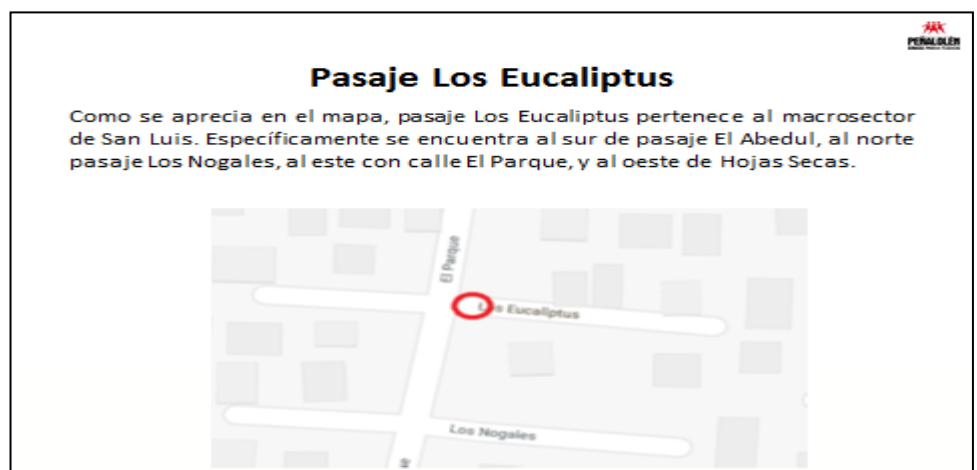 PEÑALOLÉN
Pasaje Los Eucaliptus
Como se aprecia en el mapa, pasaje Los Eucaliptus pertenece al macrosector
de San Luis. Específicamente se encuentra al sur de pasaje El Abedul, al norte
pasaje Los Nogales, al este con calle El Parque, y al oeste de Hojas Secas.
El Parque
Los Eucaliptus
Los Nogales